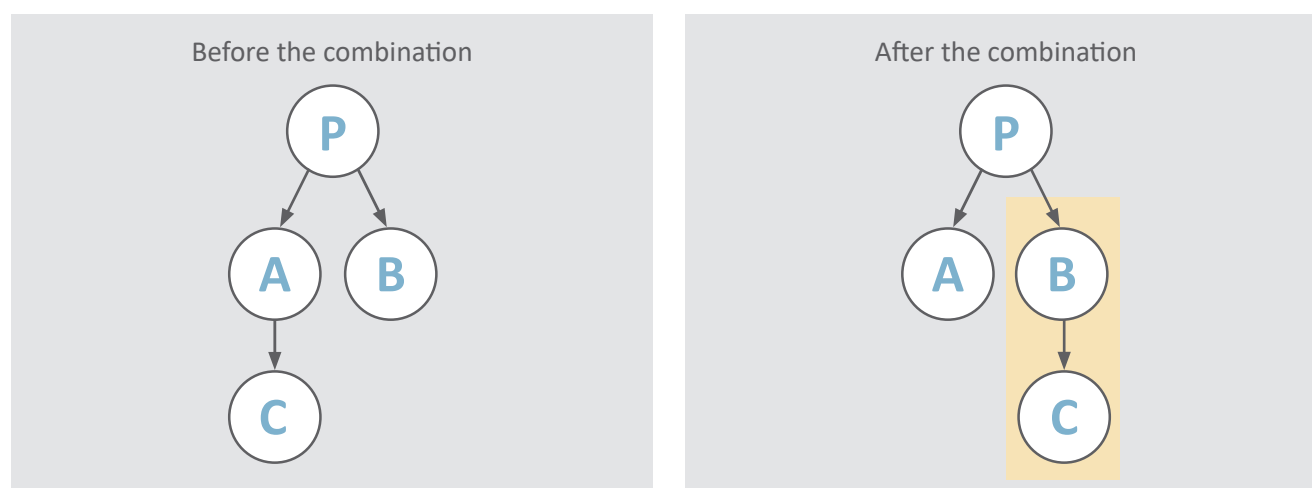 Before the combination
P
A B
C
After the combination
P
A B
C